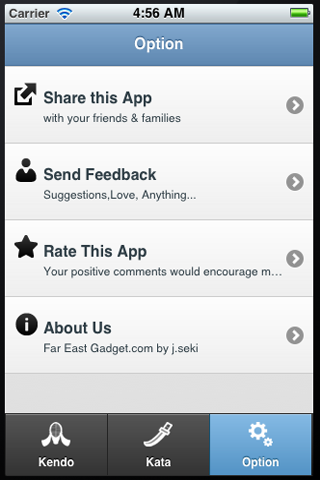 Carrier 4:56 AM
Option
Share this App
with your friends & families
Send Feedback
Suggestions,Love, Anything...
Rate This App
Your positive comments would encourage m...
About Us
Far East Gadget.com by j.seki
Kendo Kata Option